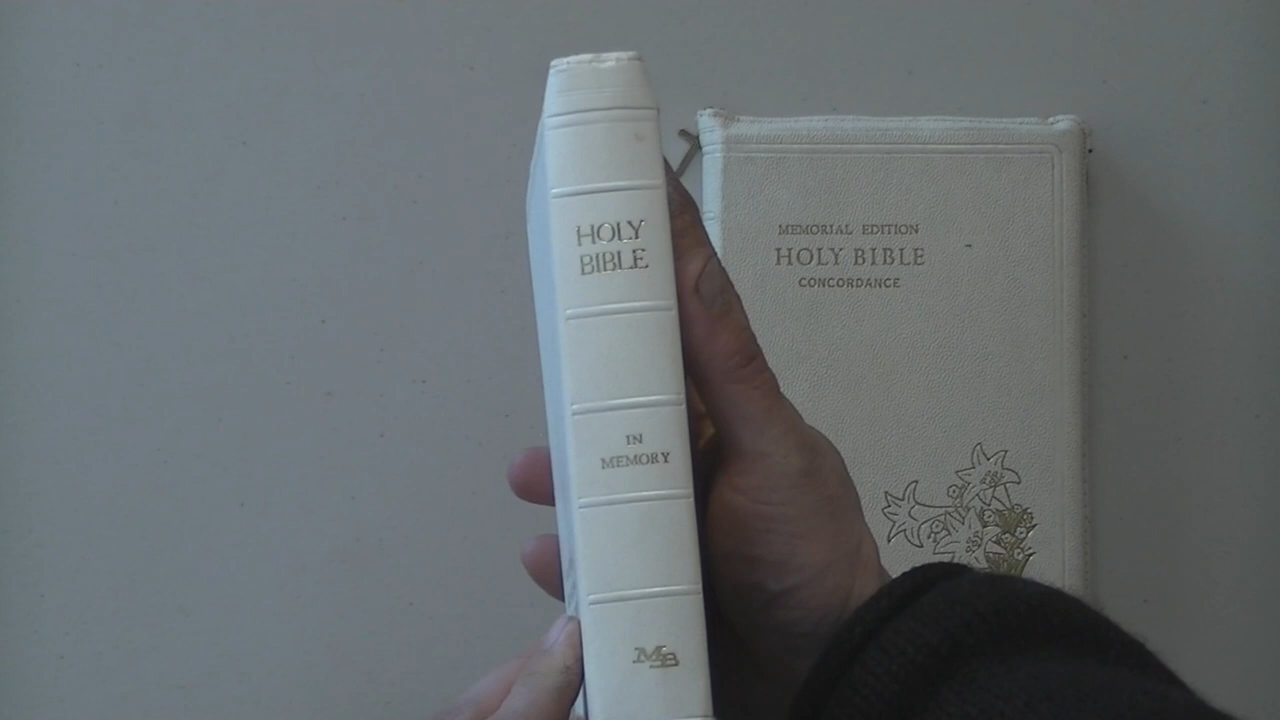 HOLY
BIBLE
IN
MEMORY
MB
MEMORIAL EDITION
HOLY BIBLE
CONCORDANCE